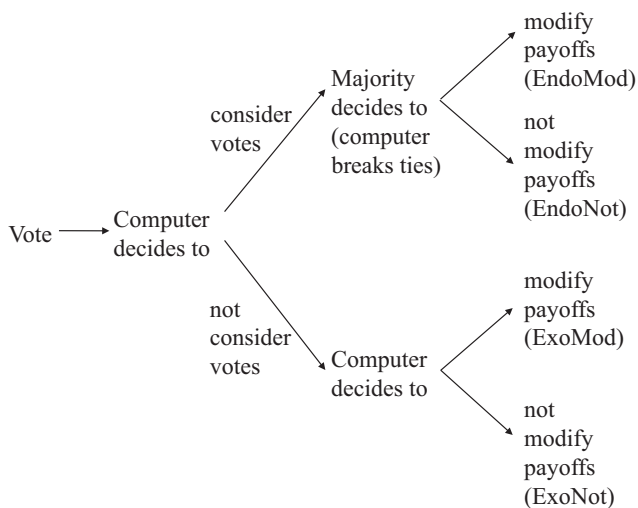 Vote
Computer
decides to
consider
votes
Majority
decides to
(computer
breaks ties)
modify
payoffs
(EndoMod)
not
modify
payoffs
(EndoNot)
not
consider
votes
Computer
decides to
modify
payoffs
(ExoMod)
not
modify
payoffs
(ExoNot)